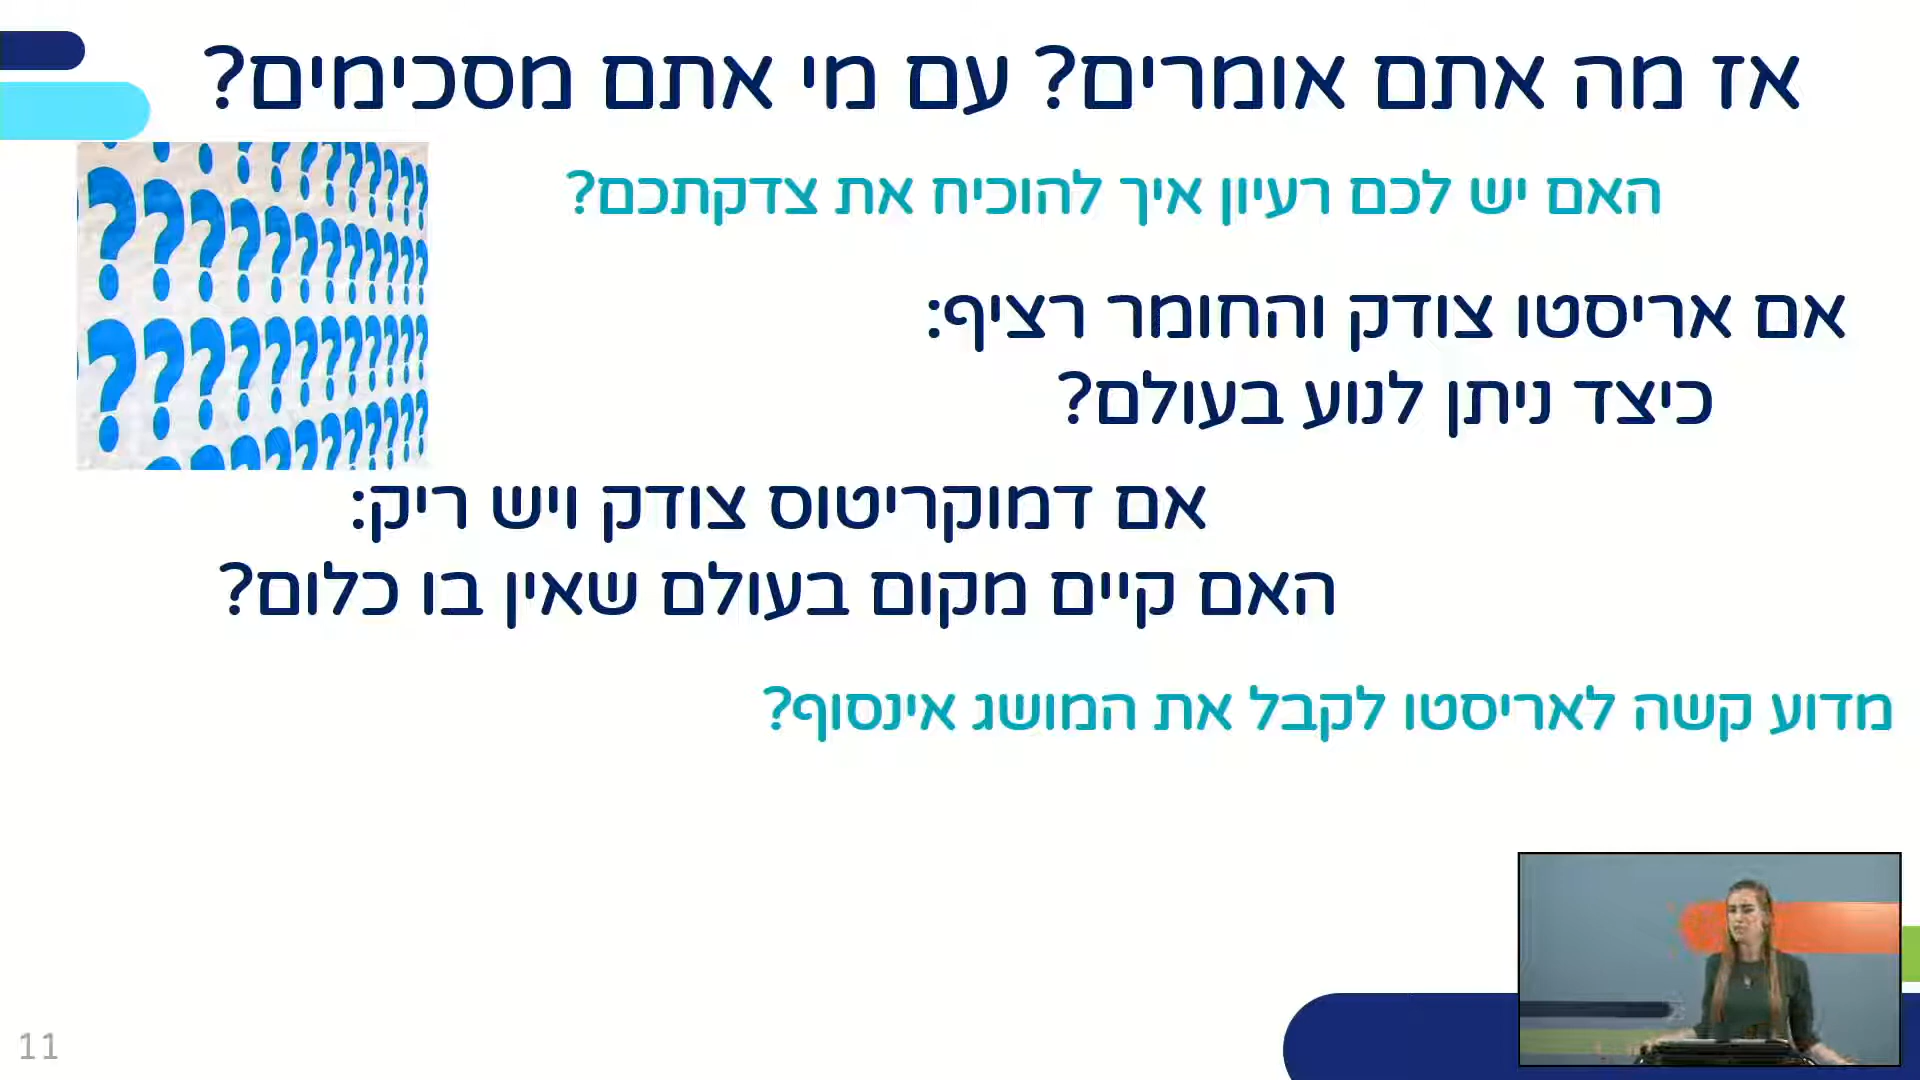 אז מה אתם אומרים? עם מי אתם מסכימים?
האם יש לכם רעיון איך להוכיח את צדקתכם?
אם אריסטו צודק והחומר רציף:
כיצד ניתן לנוע בעולם?
אם דמוקריטוס צודק ויש ריק:
האם קיים מקום בעולם שאין בו כלום?
מדוע קשה לאריסטו לקבל את המושג אינסוף?
11